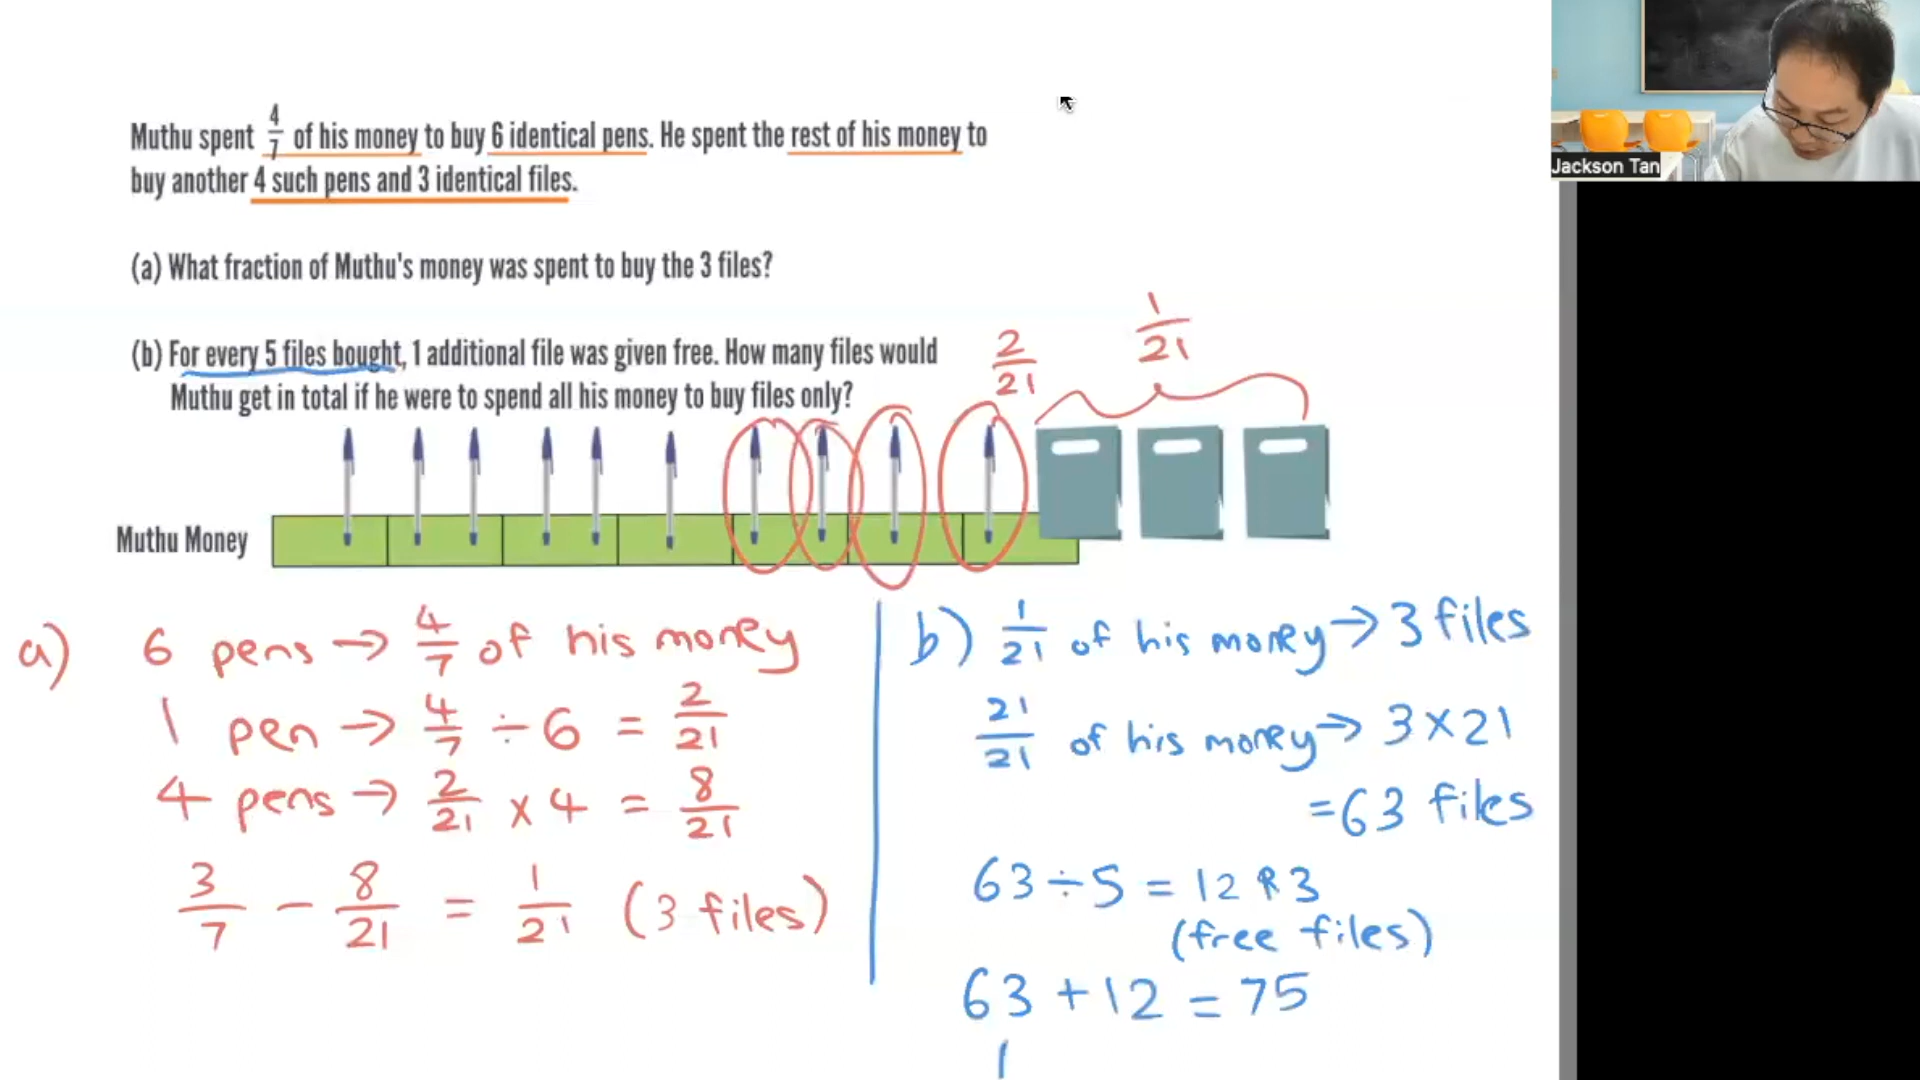 Jackson Tan
Muthu spent 4/7 of his money to buy 6 identical pens. He spent the rest of his money to
buy another 4 such pens and 3 identical files.
(a) What fraction of Muthu's money was spent to buy the 3 files?
(b) For every 5 files bought, 1 additional file was given free. How many files would
Muthu get in total if he were to spend all his money to buy files only?
2/21
1/21
Muthu Money
a) 6 pens → 4/7 of his money
1 pen → 4/7 ÷ 6 = 2/21
4 pens → 2/21 x 4 = 8/21
3/7 - 8/21 = 1/21 (3 files)
b) 1/21 of his money → 3 files
21/21 of his money → 3 x 21
= 63 files
63 ÷ 5 = 12 R 3
(free files)
63 + 12 = 75